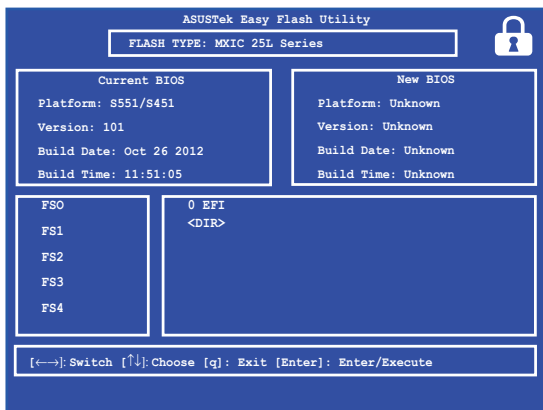 ASUSTek Easy Flash Utility
FLASH TYPE: MXIC 25L Series
Current BIOS
Platform: S551/S451
Version: 101
Build Date: Oct 26 2012
Build Time: 11:51:05
New BIOS
Platform: Unknown
Version: Unknown
Build Date: Unknown
Build Time: Unknown
FSO
FS1
FS2
FS3
FS4
0 EFI
<DIR>
[←→]: Switch [↑↓]: Choose [q]: Exit [Enter]: Enter/Execute